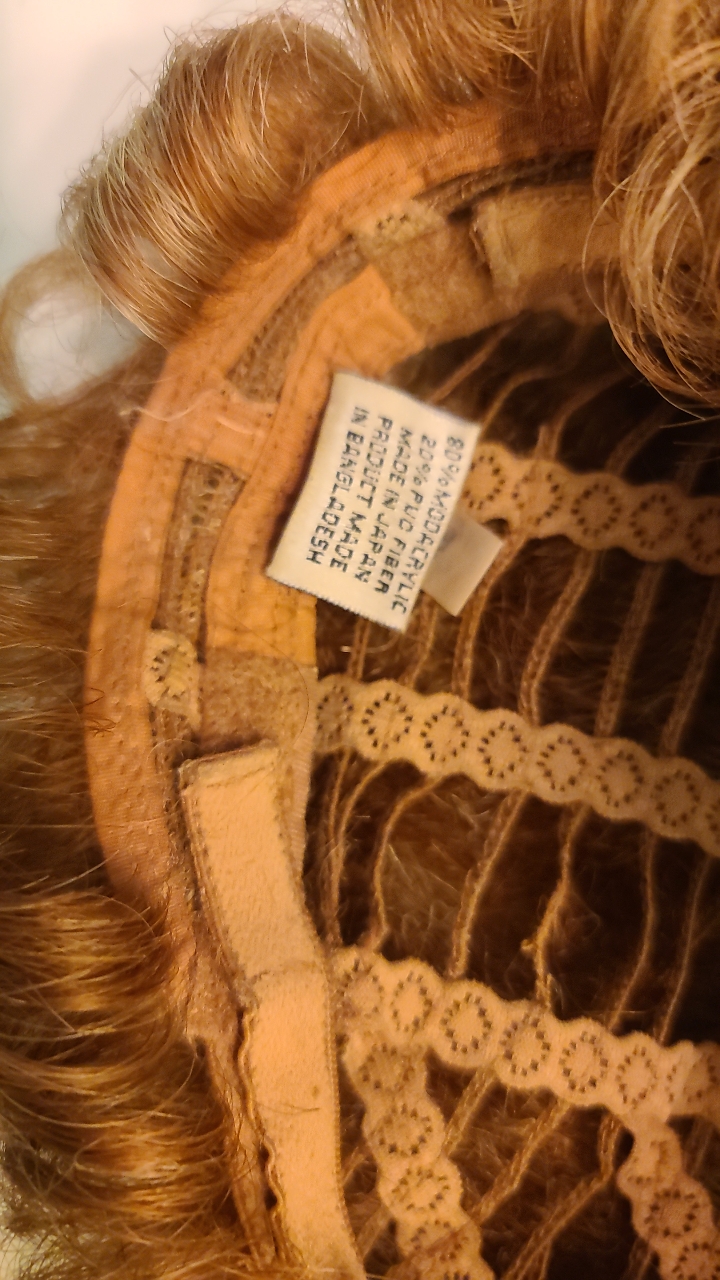 80% MODACRYLIC
20% PVC FIBER
MADE IN JAPAN
PRODUCT MADE
IN BANGLADESH